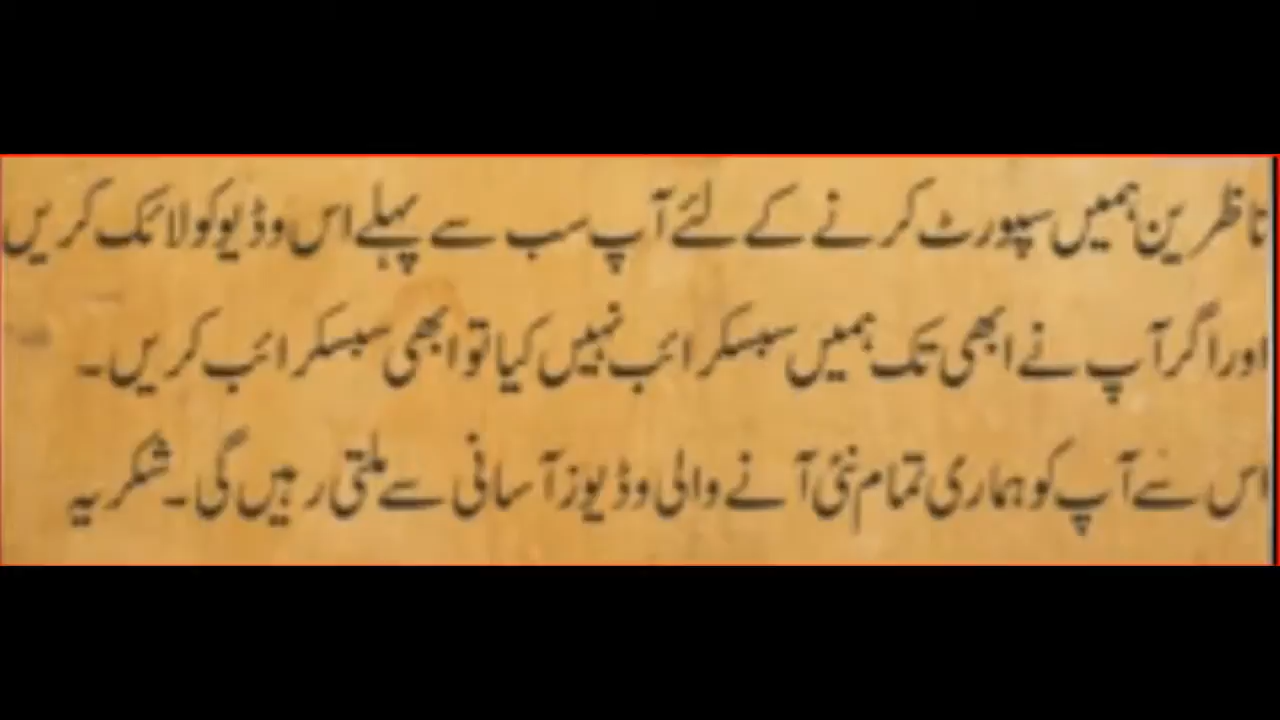 ناظرین ہمیں سپورٹ کرنے کے لئے آپ سب سے پہلے اس وڈیو کو لائک کریں
اور اگر آپ نے ابھی تک ہمیں سبسکرائب نہیں کیا تو ابھی سبسکرائب کریں۔
اس سے آپ کو ہماری تمام نئی آنے والی وڈیوز آسانی سے ملتی رہیں گی۔ شکریہ